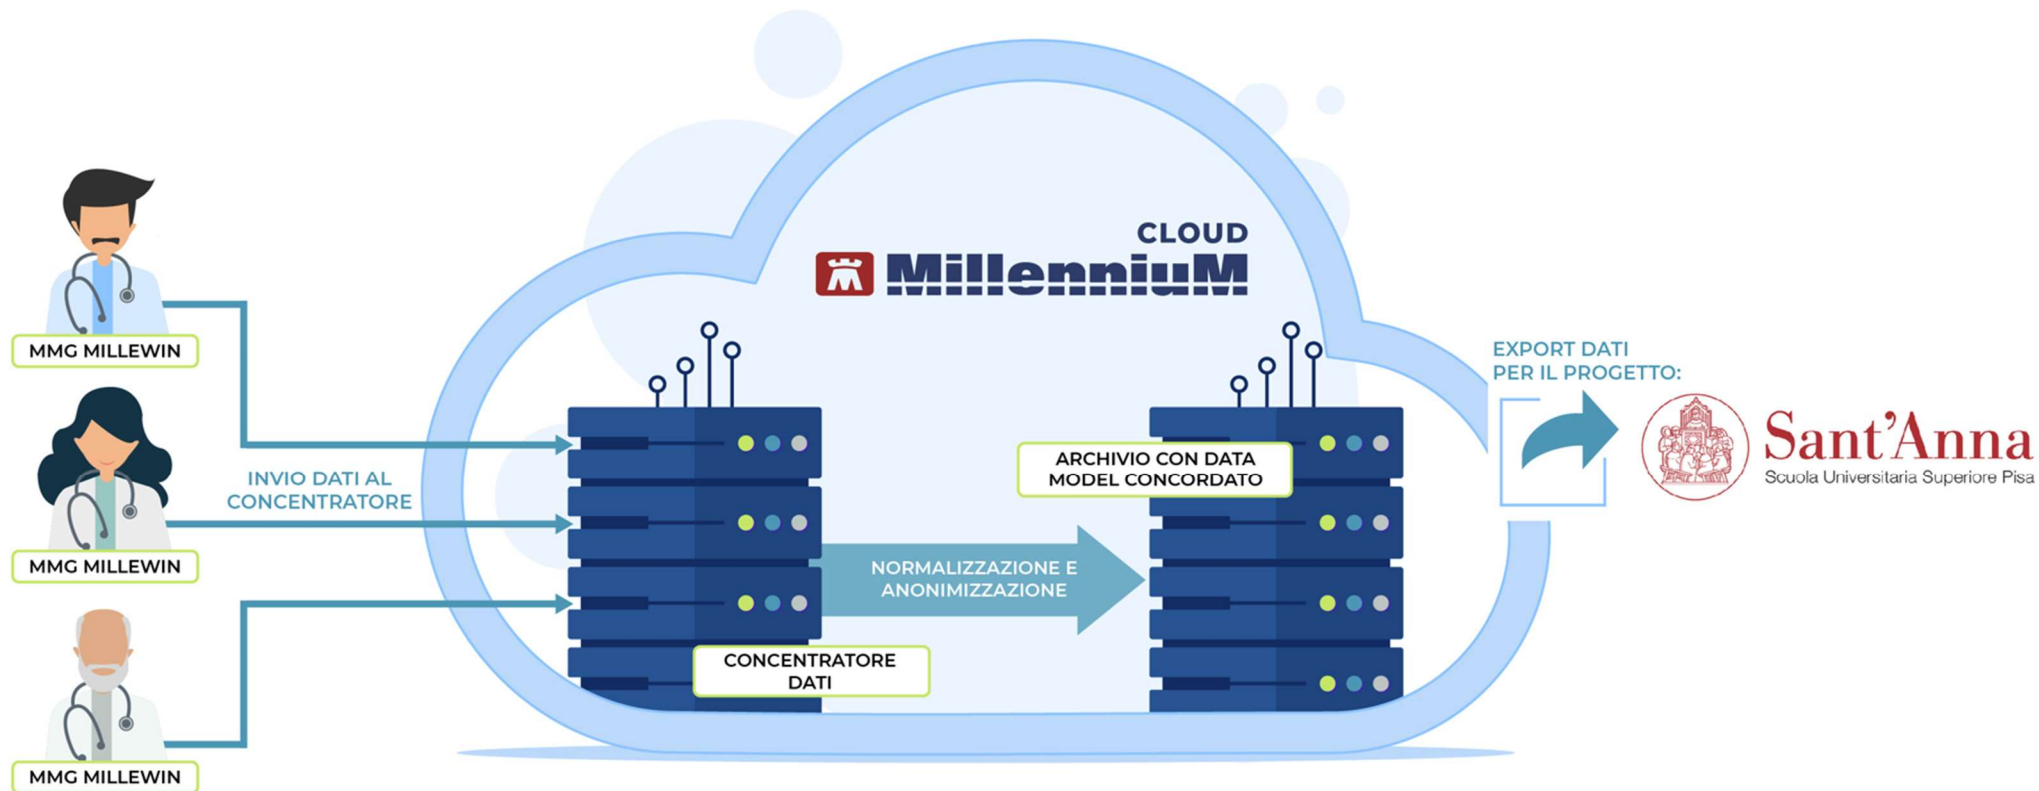 CLOUD
MillenniuM
MMG MILLEWIN
INVIO DATI AL
CONCENTRATORE
MMG MILLEWIN
MMG MILLEWIN
CONCENTRATORE
DATI
NORMALIZZAZIONE E
ANONIMIZZAZIONE
ARCHIVIO CON DATA
MODEL CONCORDATO
EXPORT DATI
PER IL PROGETTO:
Sant'Anna
Scuola Universitaria Superiore Pisa